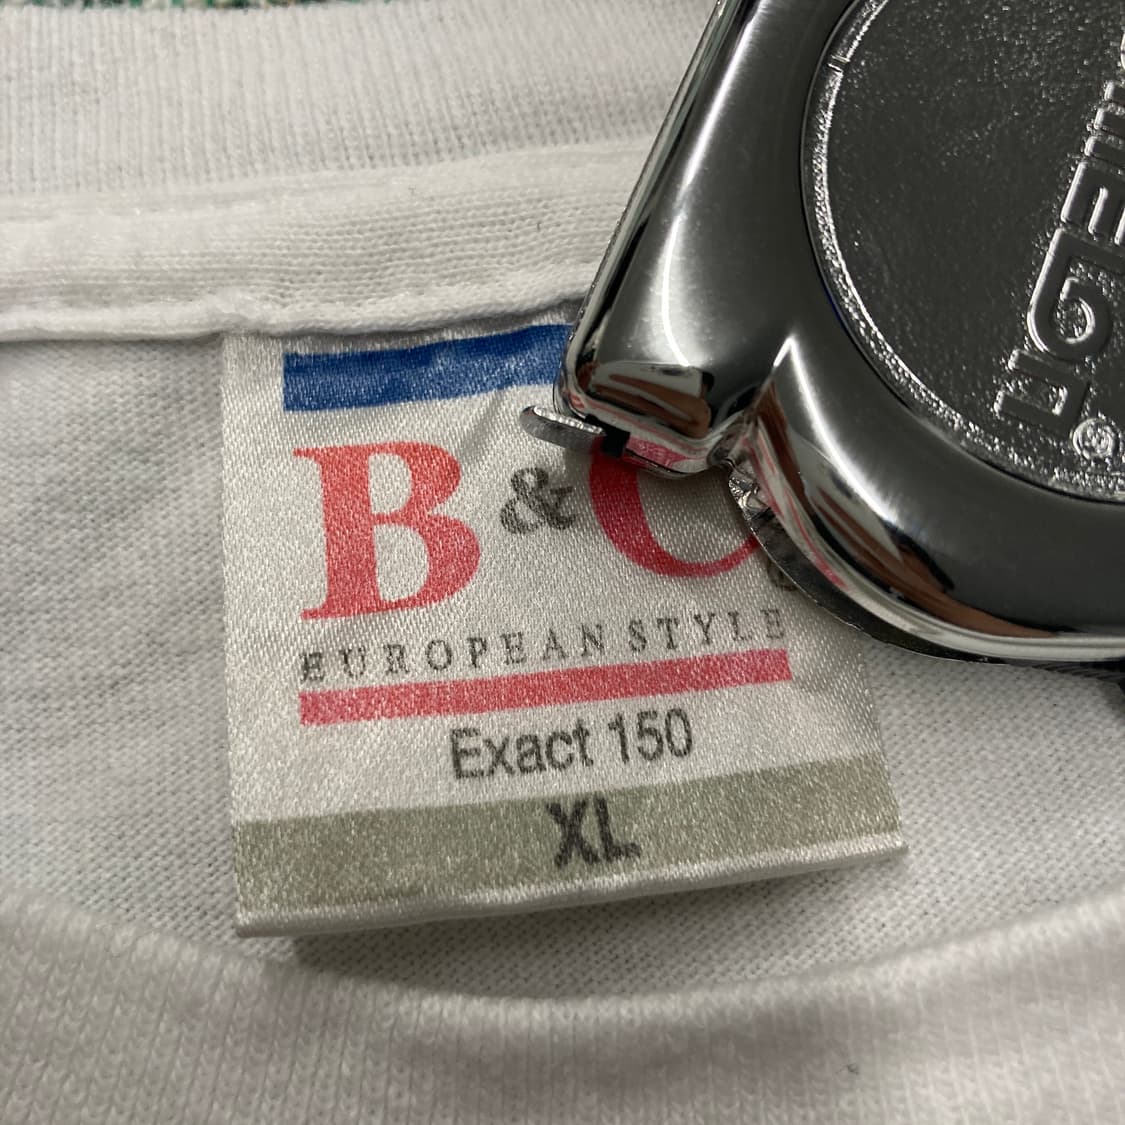 B & C
EUROPEAN STYLE
Exact 150
XL